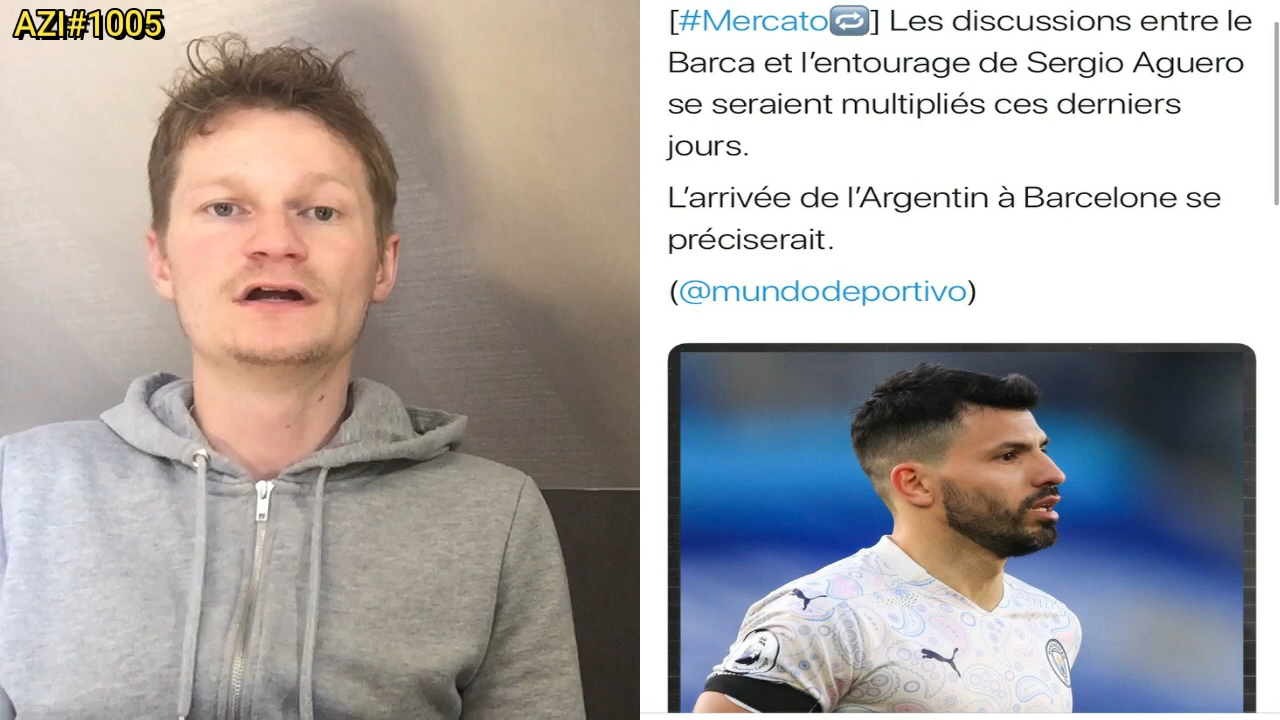 AZI#1005
[#Mercato🔁] Les discussions entre le
Barca et l’entourage de Sergio Aguero
se seraient multipliés ces derniers
jours.
L’arrivée de l’Argentin à Barcelone se
préciserait.
(@mundodeportivo)